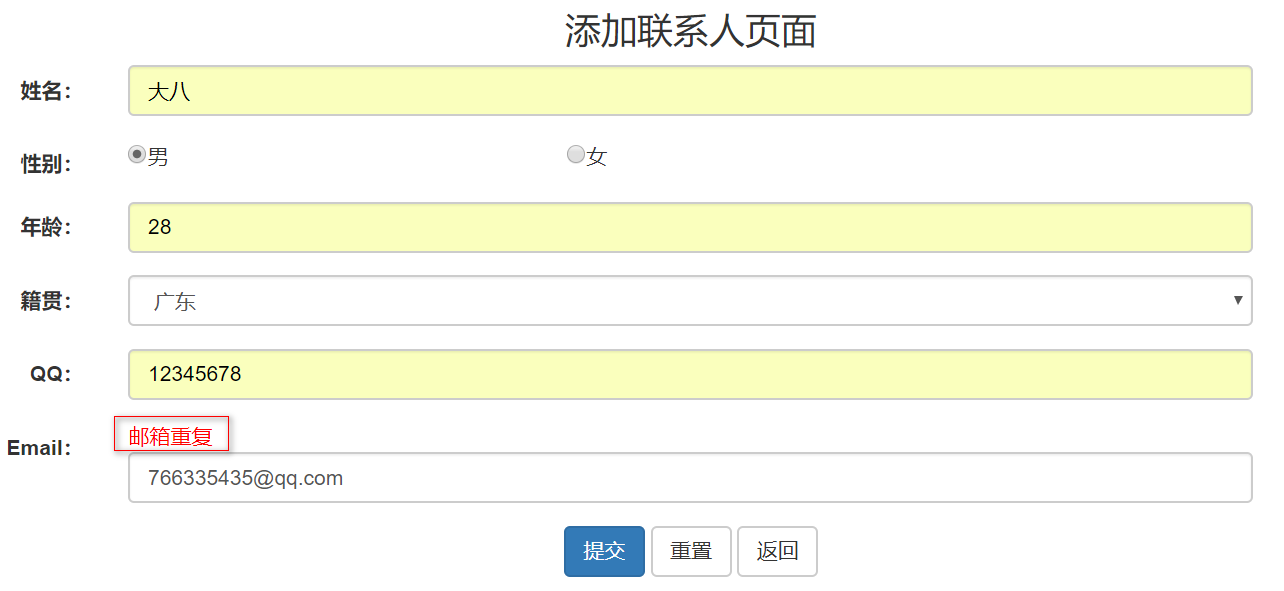 添加联系人页面
姓名： 大八
性别： 男 女
年龄： 28
籍贯： 广东
QQ： 12345678
邮箱重复
Email：
766335435@qq.com
提交 重置 返回